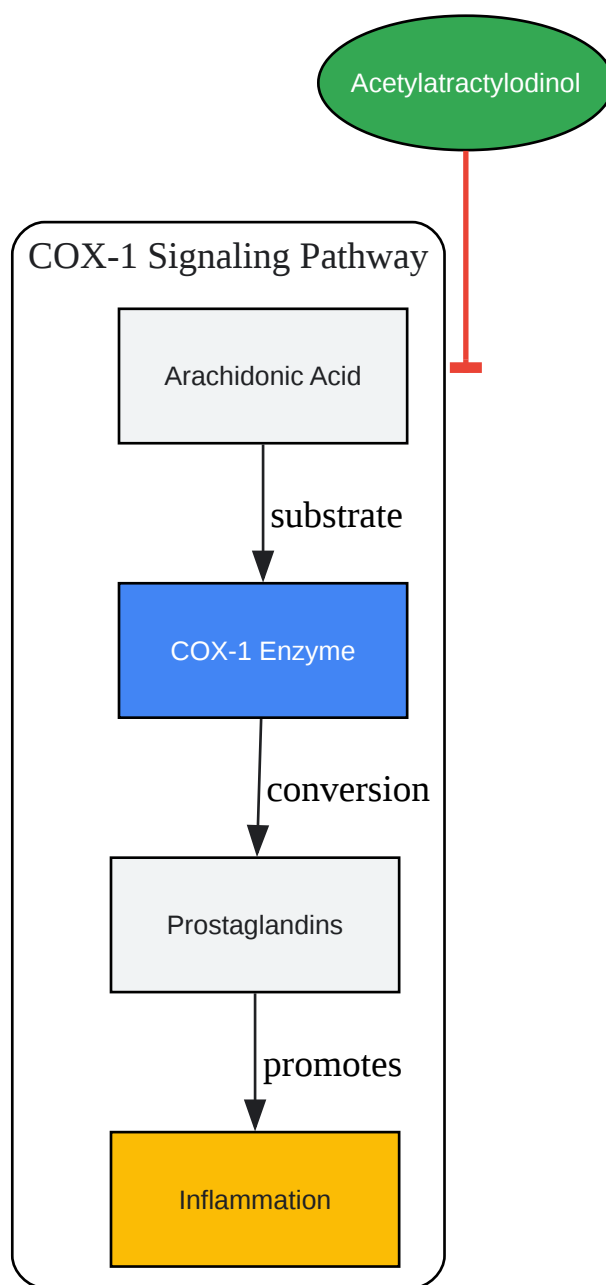 Acetylatractylodinol
COX-1 Signaling Pathway
Arachidonic Acid
substrate
COX-1 Enzyme
conversion
Prostaglandins
promotes
Inflammation